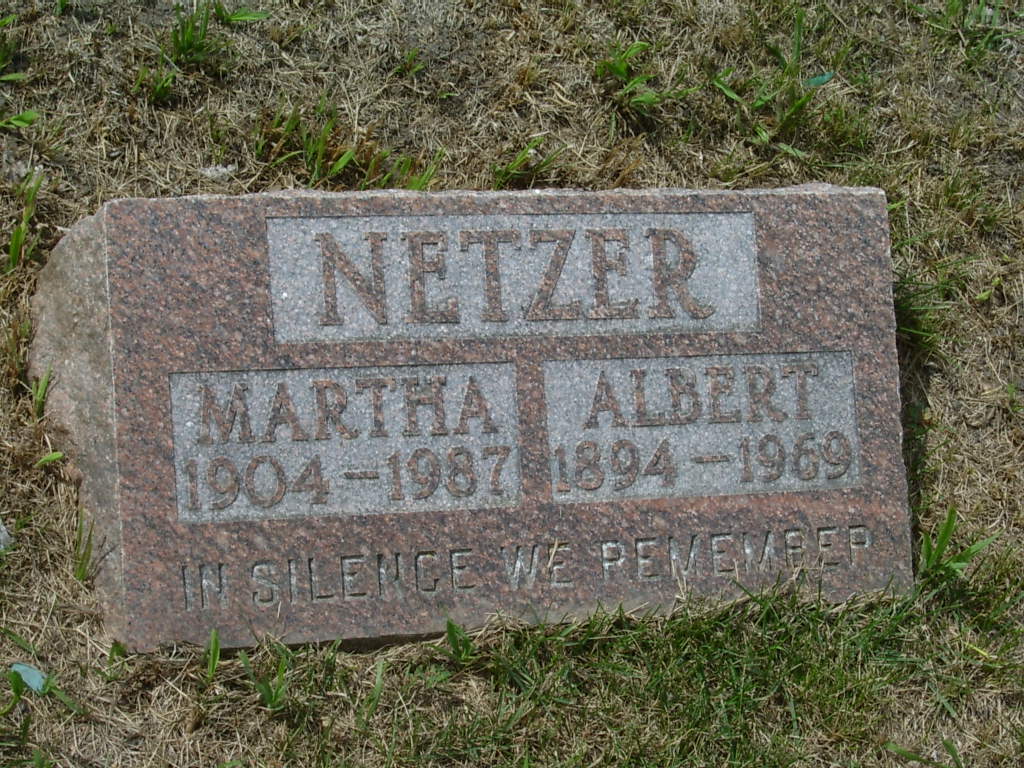 NETZER
MARTHA
1904-1987
ALBERT
1894-1969
IN SILENCE WE REMEMBER